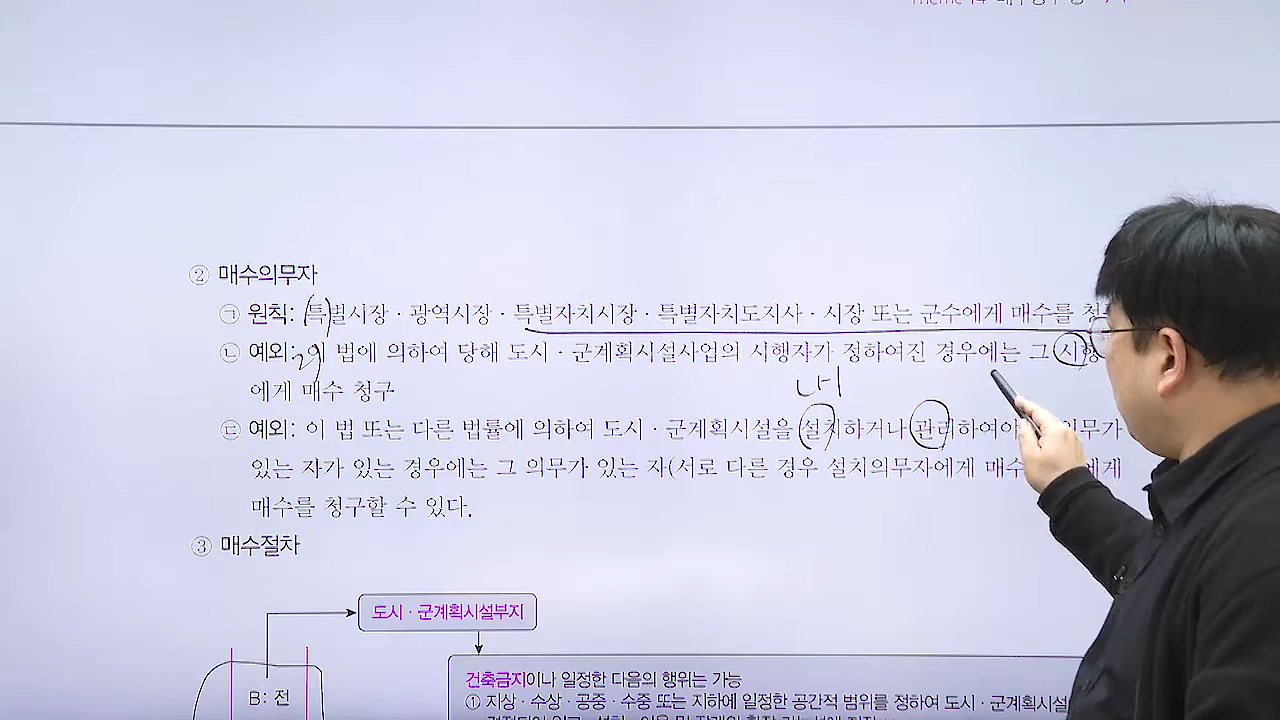 ② 매수의무자
㉠ 원칙: 특별시장·광역시장·특별자치시장·특별자치도지사·시장 또는 군수에게 매수를 청
㉡ 예외: 이 법에 의하여 당해 도시·군계획시설사업의 시행자가 정하여진 경우에는 그 시행
에게 매수 청구
내
㉢ 예외: 이 법 또는 다른 법률에 의하여 도시·군계획시설을 설치하거나 관리하여야 의무가
있는 자가 있는 경우에는 그 의무가 있는 자(서로 다른 경우 설치의무자에게 매수 에게
매수를 청구할 수 있다.
③ 매수절차
도시·군계획시설부지
B: 전
건축금지이나 일정한 다음의 행위는 가능
① 지상·수상·공중·수중 또는 지하에 일정한 공간적 범위를 정하여 도시·군계획시설